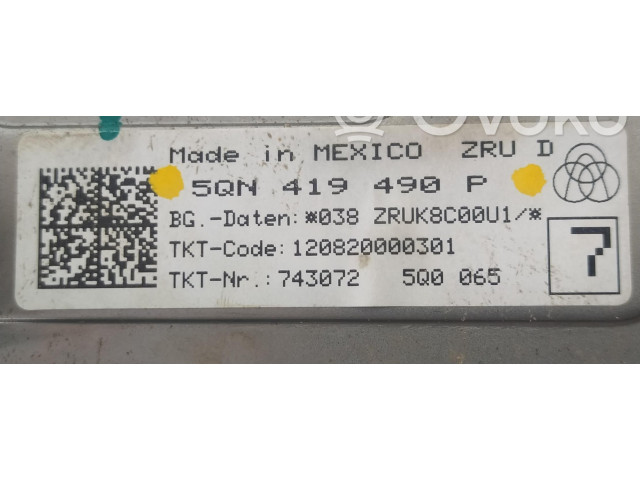 Ovoko
Made in MEXICO ZRU D
5QN 419 490 P
BG.-Daten:*038 ZRUK8C00U1/*
TKT-Code:120820000301
TKT-Nr.:743072 5Q0 065
7